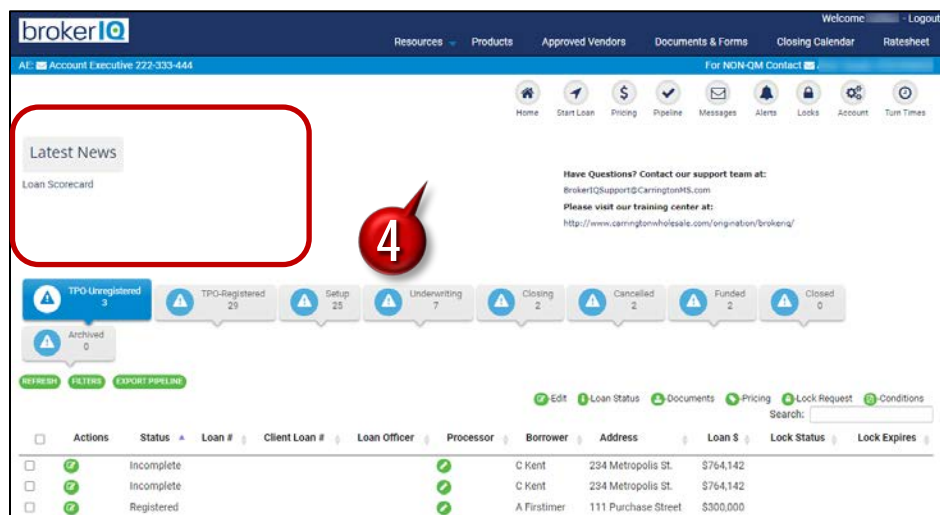 brokerIQ
Welcome - Logout
Resources Products Approved Vendors Documents & Forms Closing Calendar Ratesheet
AE: Account Executive 222-333-444 For NON-QM Contact
Home Start Loan Pricing Pipeline Messages Alerts Locks Account Turn Times
Latest News
Loan Scorecard
Have Questions? Contact our support team at:
BrokerIQSupport@CarringtonMS.com
Please visit our training center at:
http://www.carringtonwholesale.com/origination/brokeriq/
4
TPO-Unregistered TPO-Registered Setup Underwriting Closing Cancelled Funded Closed
3 29 25 7 2 2 2 0
Archived
0
REFRESH FILTERS EXPORT PIPELINE
-Edit -Loan Status -Documents -Pricing -Lock Request -Conditions
Search:
Actions Status Loan # Client Loan # Loan Officer Processor Borrower Address Loan $ Lock Status Lock Expires
Incomplete C Kent 234 Metropolis St. $764,142
Incomplete C Kent 234 Metropolis St. $764,142
Registered A Firstimer 111 Purchase Street $300,000